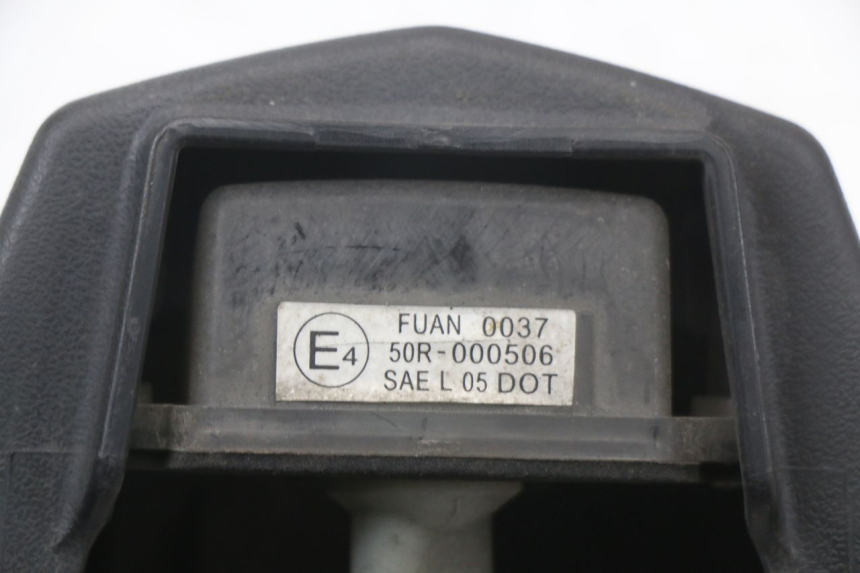 E4
FUAN 0037
50R-000506
SAE L 05 DOT